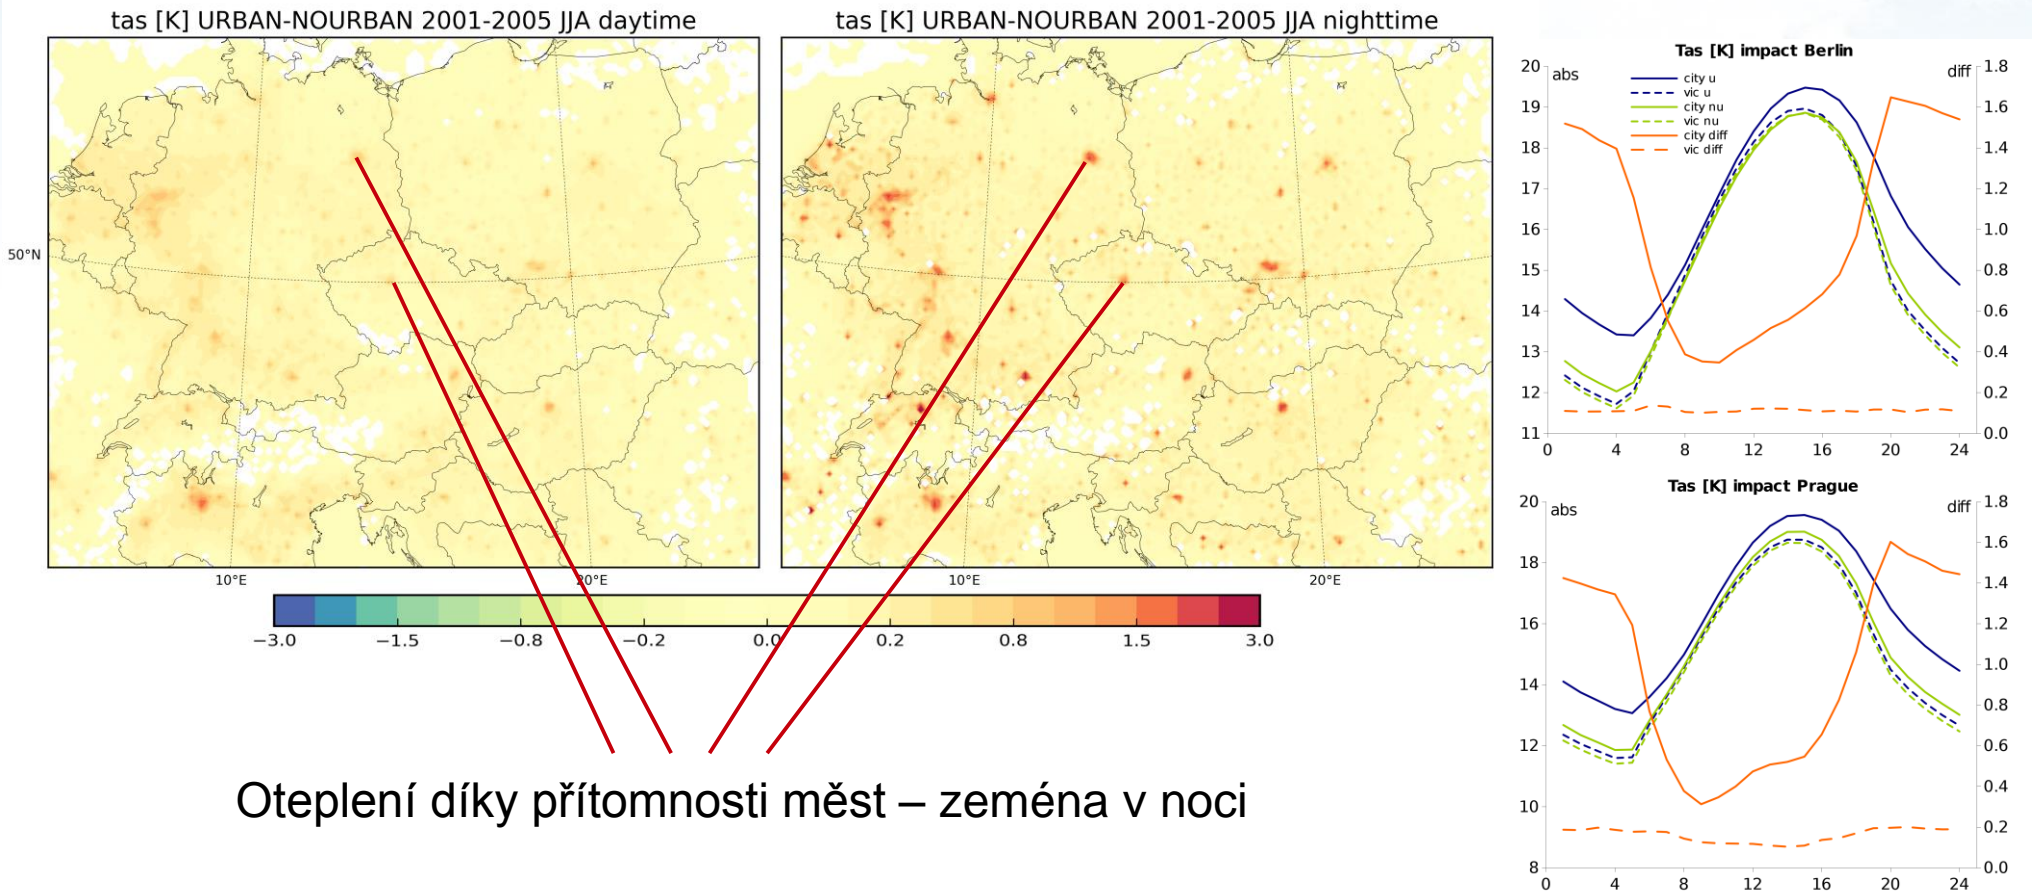 tas [K] URBAN-NOURBAN 2001-2005 JJA daytime
tas [K] URBAN-NOURBAN 2001-2005 JJA nighttime
50°N
10°E
20°E
10°E
20°E
−3.0 −1.5 −0.8 −0.2 0.0 0.2 0.8 1.5 3.0
Oteplení díky přítomnosti měst – zeména v noci
Tas [K] impact Berlin
abs
diff
city u
vic u
city nu
vic nu
city diff
vic diff
20
19
18
17
16
15
14
13
12
11
1.8
1.6
1.4
1.2
1.0
0.8
0.6
0.4
0.2
0.0
0 4 8 12 16 20 24
Tas [K] impact Prague
abs
diff
20
18
16
14
12
10
8
1.8
1.6
1.4
1.2
1.0
0.8
0.6
0.4
0.2
0.0
0 4 8 12 16 20 24